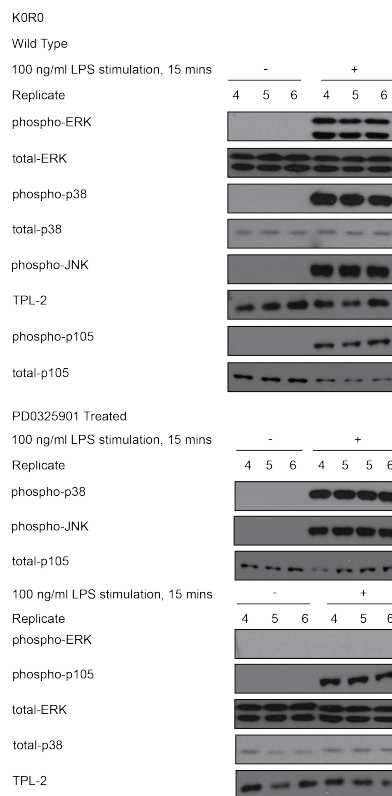 K0R0
Wild Type
100 ng/ml LPS stimulation, 15 mins - +
Replicate 4 5 6 4 5 6
phospho-ERK
total-ERK
phospho-p38
total-p38
phospho-JNK
TPL-2
phospho-p105
total-p105
PD0325901 Treated
100 ng/ml LPS stimulation, 15 mins - +
Replicate 4 5 6 4 5 5 6
phospho-p38
phospho-JNK
total-p105
100 ng/ml LPS stimulation, 15 mins - +
Replicate 4 5 6 4 5 6
phospho-ERK
phospho-p105
total-ERK
total-p38
TPL-2